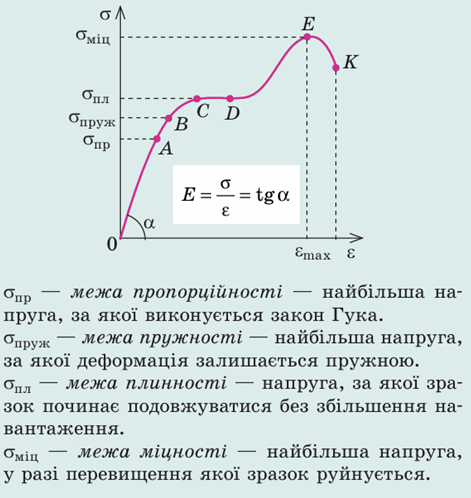 σ
σміц
E
K
σпл
C
D
σпруж
B
σпр
A
E = σ/ε = tg α
α
0
εmax
ε
σпр — межа пропорційності — найбільша на-
пруга, за якої виконується закон Гука.
σпруж — межа пружності — найбільша напруга,
за якої деформація залишається пружною.
σпл — межа плинності — напруга, за якої зра-
зок починає подовжуватися без збільшення на-
вантаження.
σміц — межа міцності — найбільша напруга,
у разі перевищення якої зразок руйнується.